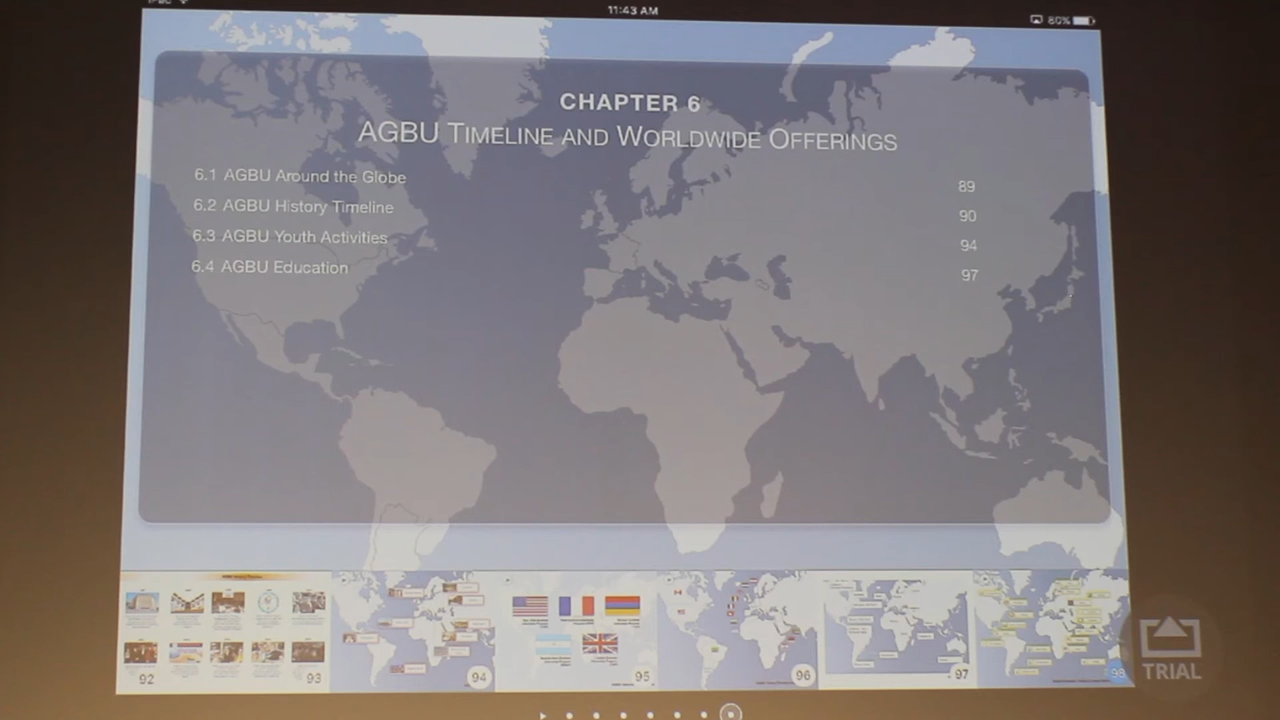 11:43 AM
80%
CHAPTER 6
AGBU TIMELINE AND WORLDWIDE OFFERINGS
6.1 AGBU Around the Globe 89
6.2 AGBU History Timeline 90
6.3 AGBU Youth Activities 94
6.4 AGBU Education 97
92
93
94
95
96
97
98
TRIAL